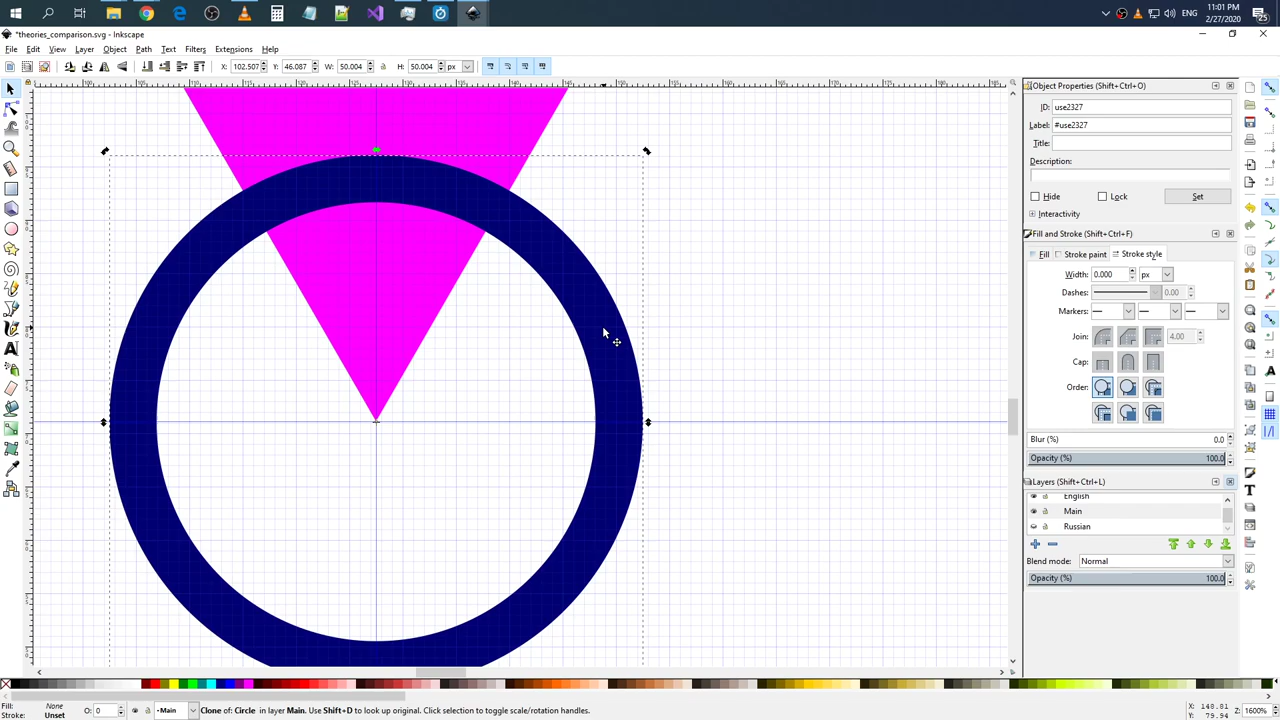 11:01 PM
ENG
2/27/2020
25
*theories_comparison.svg - Inkscape
File Edit View Layer Object Path Text Filters Extensions Help
X: 102.507 Y: 46.087 W: 50.004 H: 50.004 px
Object Properties (Shift+Ctrl+O)
ID: use2327
Label: #use2327
Title:
Description:
Hide Lock Set
Interactivity
Fill and Stroke (Shift+Ctrl+F)
Fill Stroke paint Stroke style
Width: 0.000 px
Dashes: 0.00
Markers:
Join: 4.00
Cap:
Order:
Blur (%) 0.0
Opacity (%) 100.0
Layers (Shift+Ctrl+L)
English
Main
Russian
Blend mode: Normal
Opacity (%) 100.0
Fill: None
Stroke: Unset
O: 0
Main
Clone of: Circle in layer Main. Use Shift+D to look up original. Click selection to toggle scale/rotation handles.
X: 148.81
Y: 79.94
Z: 1600%